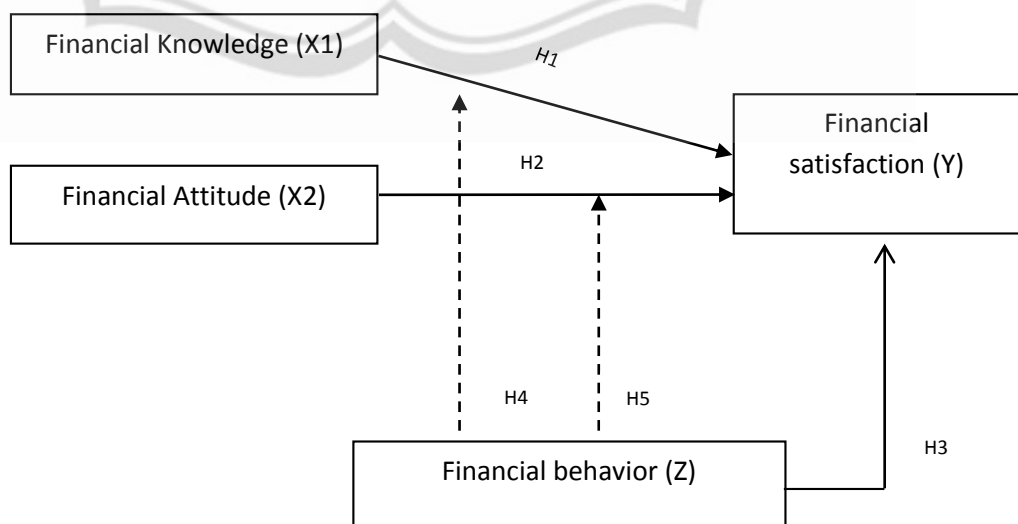 Financial Knowledge (X1)
H1
Financial
satisfaction (Y)
H2
Financial Attitude (X2)
H4
H5
H3
Financial behavior (Z)